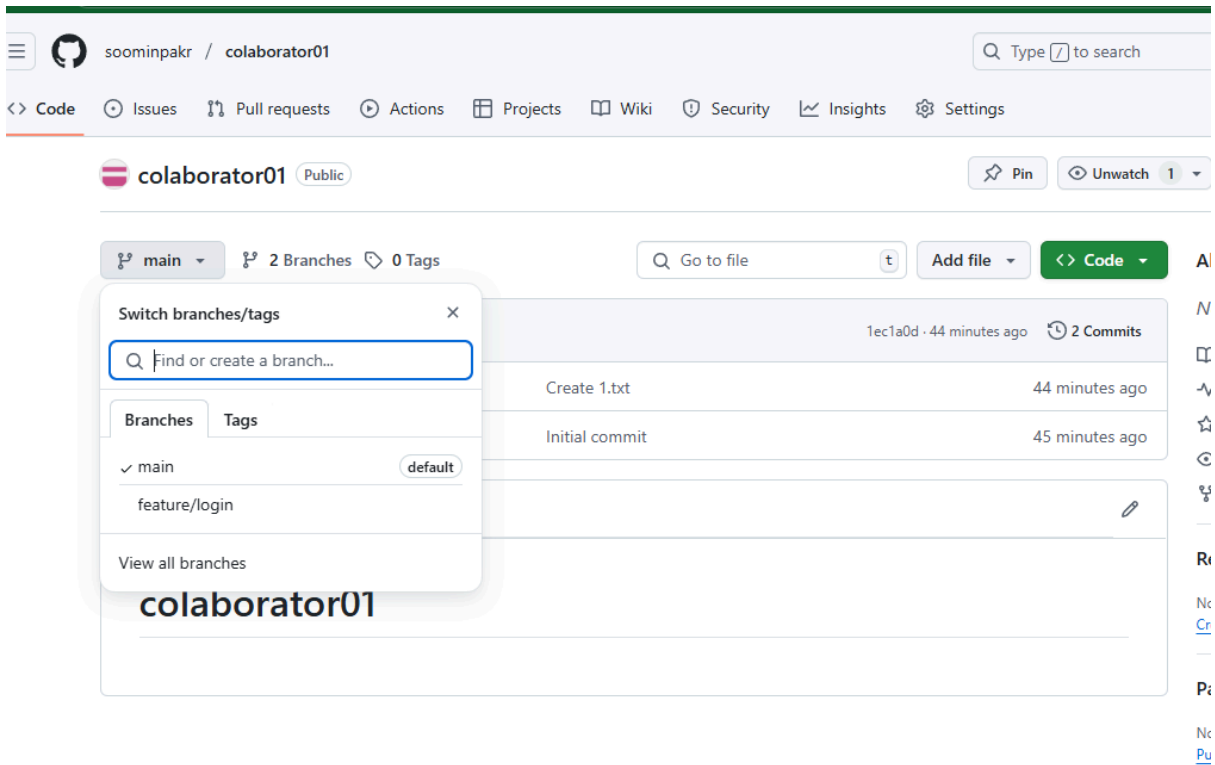 soominpakr / colaborator01
Type / to search
Code Issues Pull requests Actions Projects Wiki Security Insights Settings
colaborator01 Public
Pin Unwatch 1
main 2 Branches 0 Tags
Go to file t Add file Code
Switch branches/tags
Find or create a branch...
Branches Tags
main default
feature/login
View all branches
1ec1a0d · 44 minutes ago 2 Commits
Create 1.txt 44 minutes ago
Initial commit 45 minutes ago
colaborator01